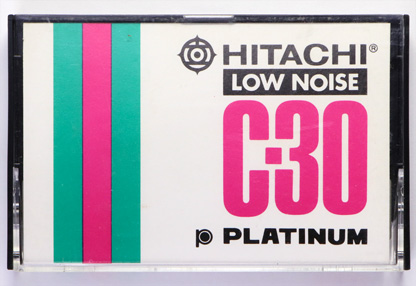 HITACHI®
LOW NOISE
C-30
p PLATINUM